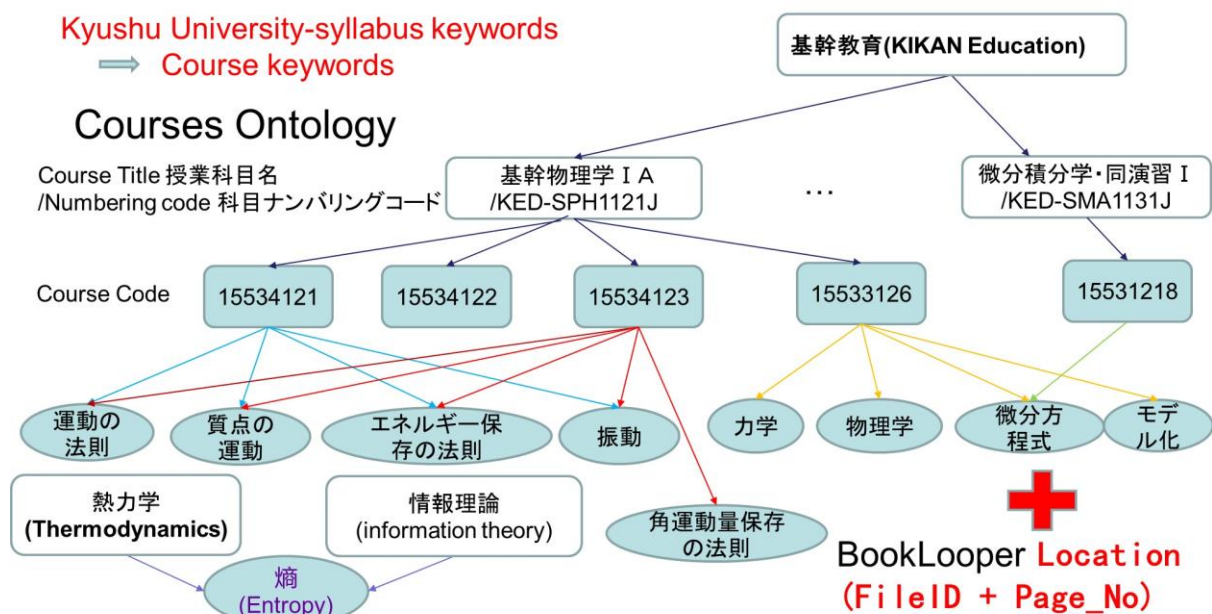 Kyushu University-syllabus keywords
Course keywords
基幹教育(KIKAN Education)
Courses Ontology
Course Title 授業科目名
/Numbering code 科目ナンバリングコード
基幹物理学ⅠA
/KED-SPH1121J
…
微分積分学・同演習Ⅰ
/KED-SMA1131J
Course Code
15534121
15534122
15534123
15533126
15531218
運動の
法則
質点の
運動
エネルギー保
存の法則
振動
力学
物理学
微分方
程式
モデ
ル化
熱力学
(Thermodynamics)
情報理論
(information theory)
角運動量保存
の法則
熵
(Entropy)
BookLooper Location
(FileID + Page_No)